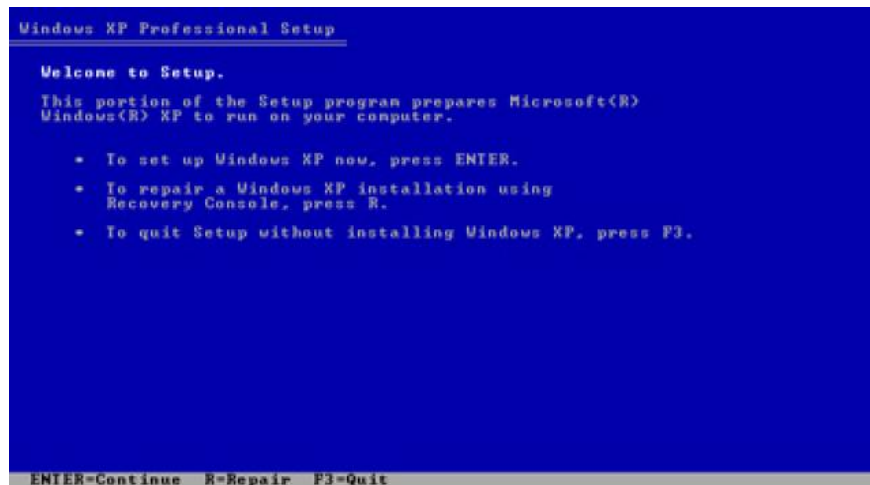 Windows XP Professional Setup
Welcome to Setup.
This portion of the Setup program prepares Microsoft(R)
Windows(R) XP to run on your computer.
• To set up Windows XP now, press ENTER.
• To repair a Windows XP installation using
Recovery Console, press R.
• To quit Setup without installing Windows XP, press F3.
ENTER=Continue R=Repair F3=Quit